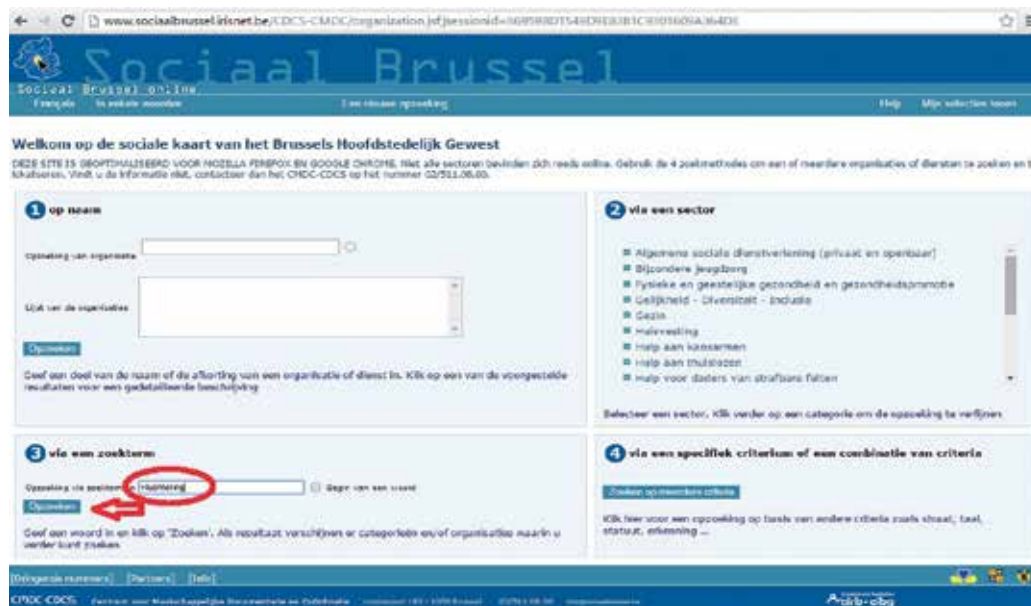 www.sociaalbrussel.irisnet.be/CDCS-CMDC/organization.jsf
Sociaal Brussel
Sociaal Brussel online
Français In enkele woorden Een nieuwe opzoeking Help Mijn selection tonen
Welkom op de sociale kaart van het Brussels Hoofdstedelijk Gewest
DEZE SITE IS GEOPTIMALISEERD VOOR MOZILLA FIREFOX EN GOOGLE CHROME. Niet alle sectoren bevinden zich reeds online. Gebruik de 4 zoekmethodes om een of meerdere organisaties of diensten te zoeken en t
lokaliseren. Vindt u de informatie niet, contacteer dan het CMDC-CDCS op het nummer 02/511.08.00.
1 op naam
Opzoeking van organisatie
Lijst van de organisaties
Opzoeken
Geef een deel van de naam of de afkorting van een organisatie of dienst in. Klik op een van de voorgestelde
resultaten voor een gedetailleerde beschrijving
2 via een sector
Algemene sociale dienstverlening (privaat en openbaar)
Bijzondere jeugdzorg
Fysieke en geestelijke gezondheid en gezondheidspromotie
Gelijkheid - Diversiteit - Inclusie
Gezin
Huisvesting
Hulp aan kansarmen
Hulp aan thuislozen
Hulp voor daders van strafbare feiten
Selecteer een sector. Klik verder op een categorie om de opzoeking te verfijnen
3 via een zoekterm
Opzoeking via zoekterm
Begin van een woord
Opzoeken
Geef een woord in en klik op 'Zoeken'. Als resultaat verschijnen er categorieën en/of organisaties waarin u
verder kunt zoeken
4 via een specifiek criterium of een combinatie van criteria
Zoeken op meerdere criteria
Klik hier voor een opzoeking op basis van andere criteria zoals straat, taal,
statuut, erkenning ...
[Dringende nummers] [Partners] [Info]
CMDC-CDCS Centrum voor Maatschappelijke Documentatie en Coördinatie